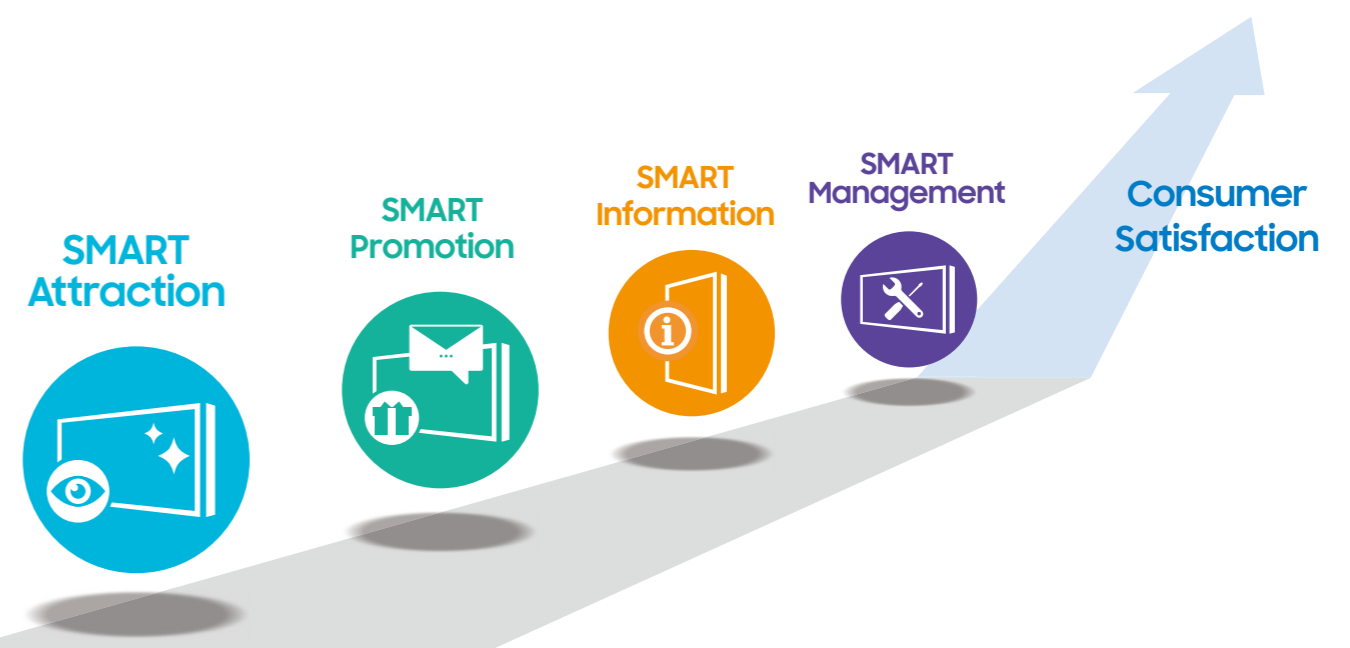 SMART
Attraction
SMART
Promotion
SMART
Information
SMART
Management
Consumer
Satisfaction